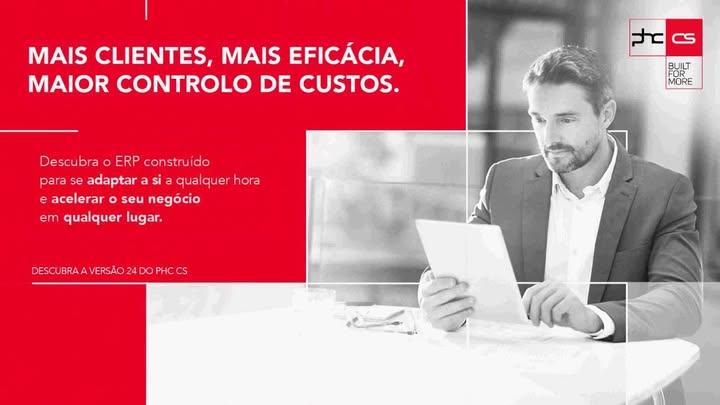 MAIS CLIENTES, MAIS EFICÁCIA,
MAIOR CONTROLO DE CUSTOS.
phc cs
BUILT
FOR
MORE
Descubra o ERP construído
para se adaptar a si a qualquer hora
e acelerar o seu negócio
em qualquer lugar.
DESCUBRA A VERSÃO 24 DO PHC CS